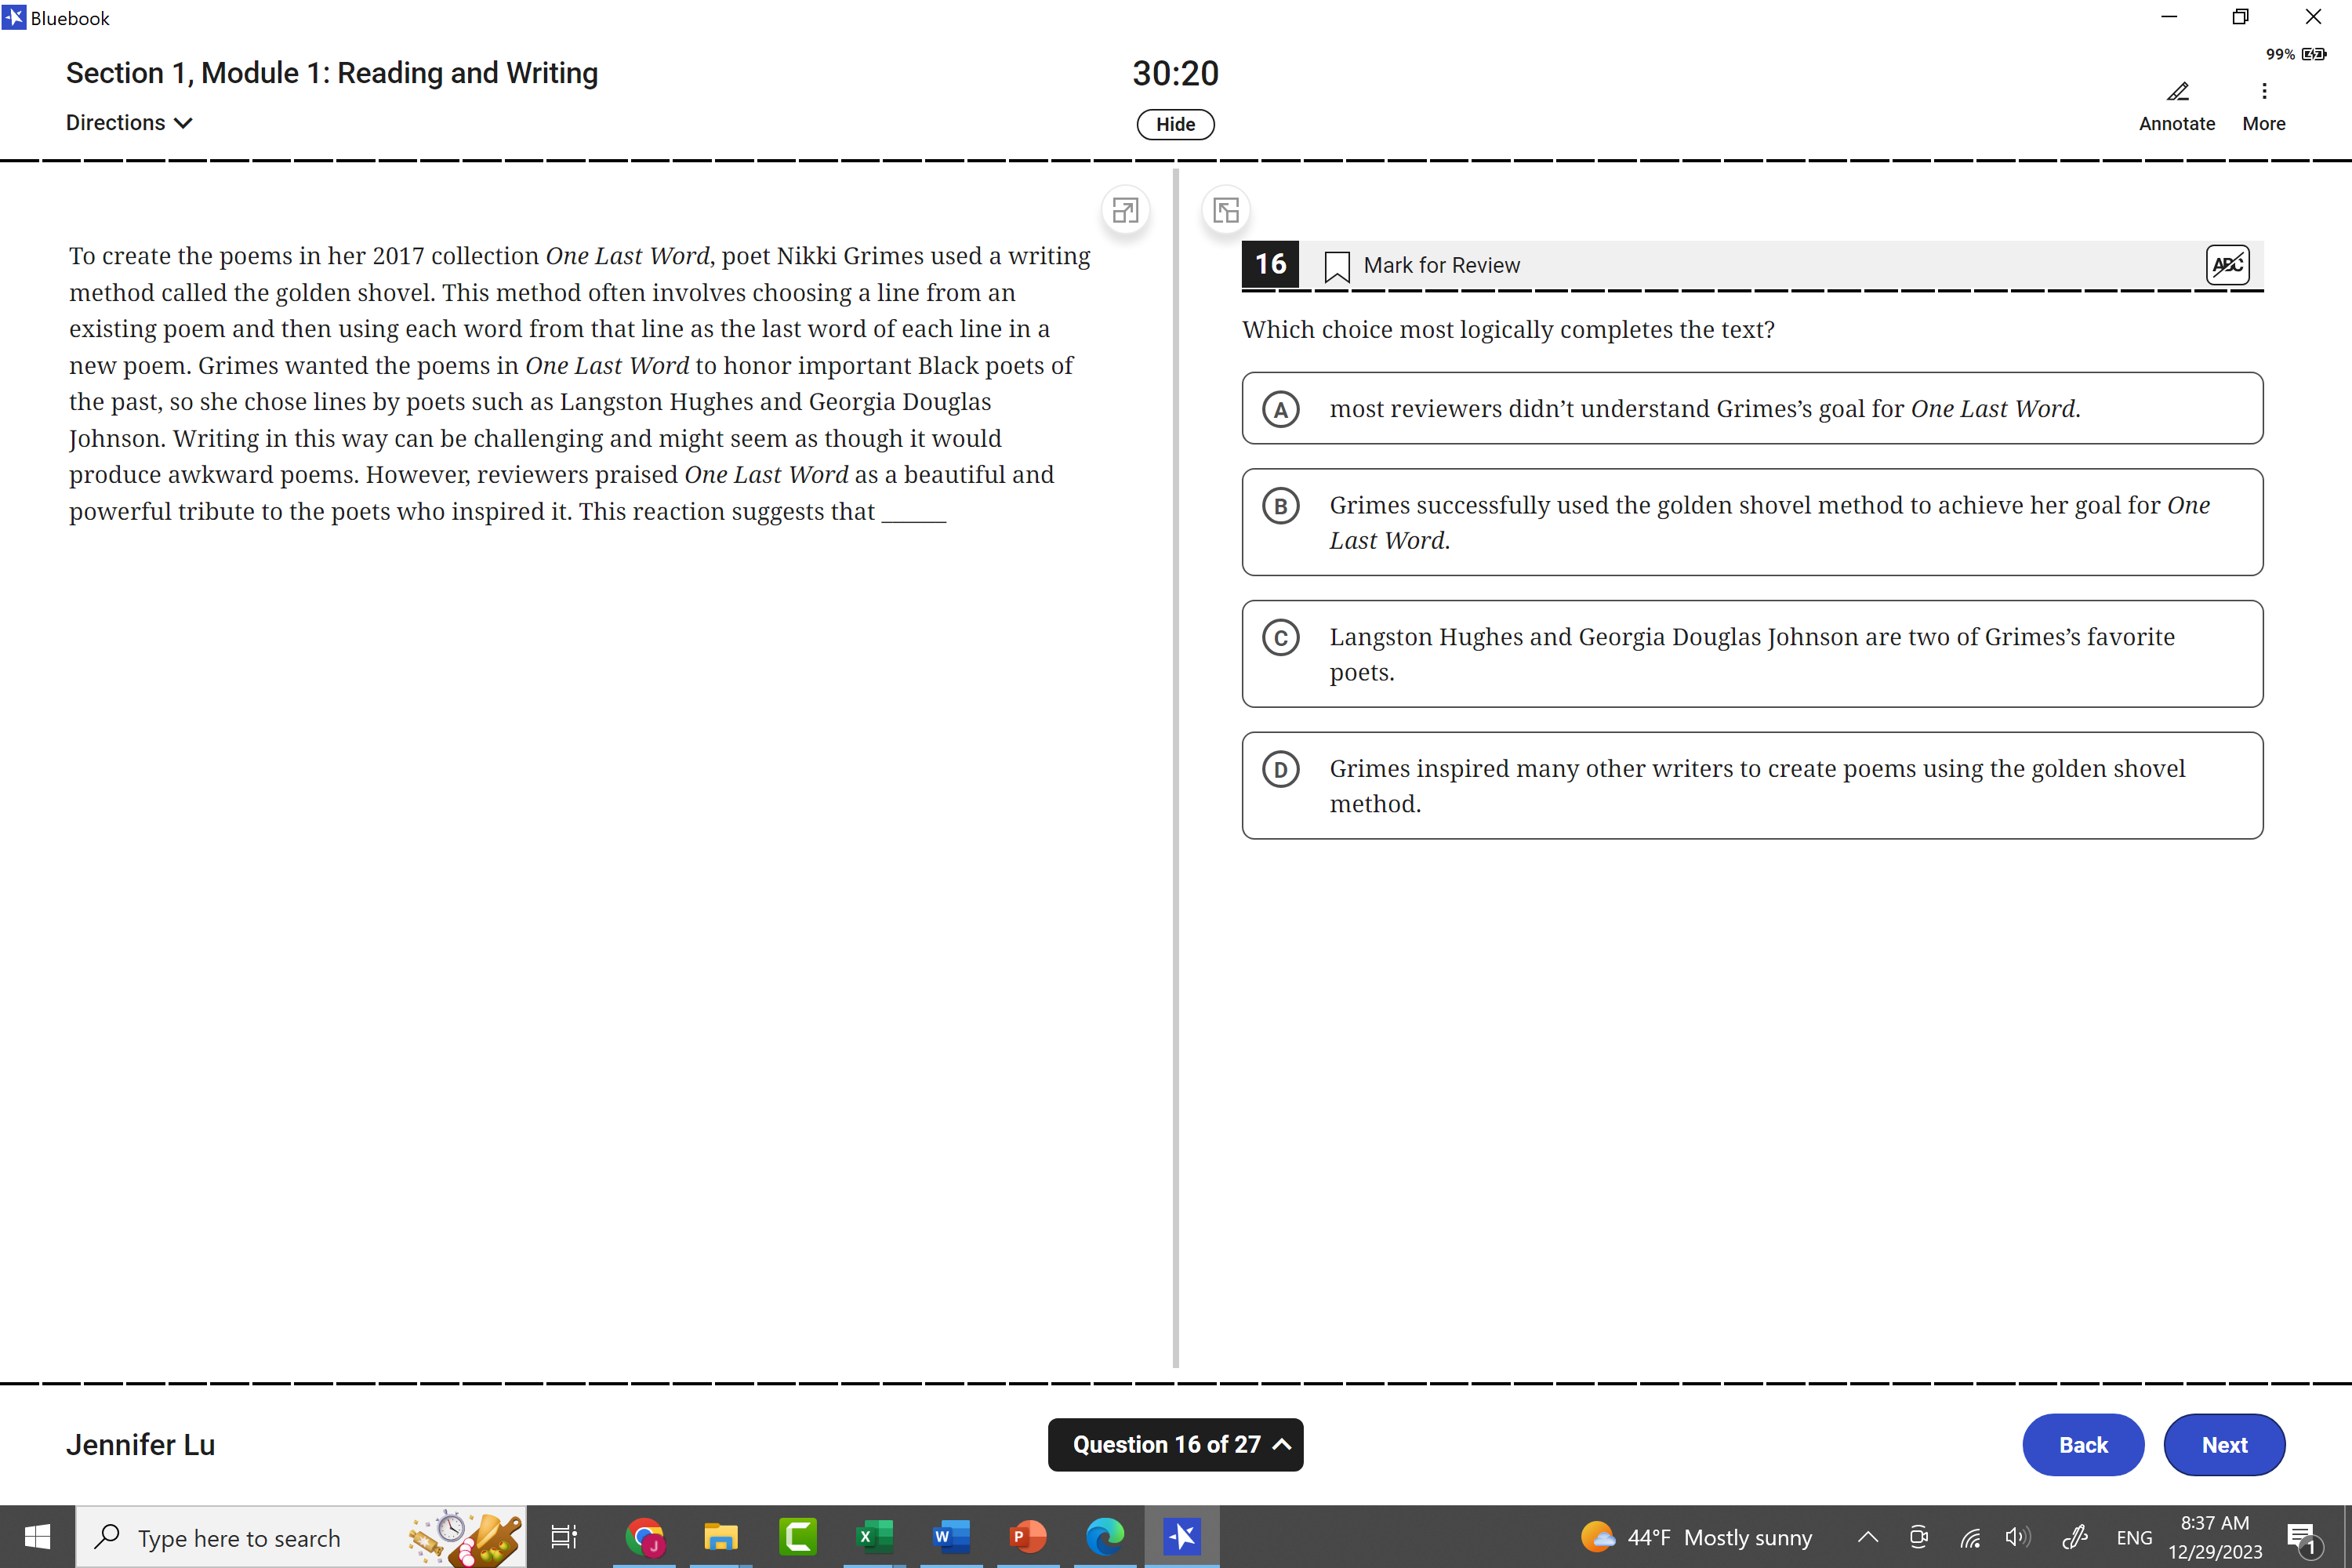 Bluebook
99%
Section 1, Module 1: Reading and Writing
30:20
Directions
Hide
Annotate
More
To create the poems in her 2017 collection One Last Word, poet Nikki Grimes used a writing
method called the golden shovel. This method often involves choosing a line from an
existing poem and then using each word from that line as the last word of each line in a
new poem. Grimes wanted the poems in One Last Word to honor important Black poets of
the past, so she chose lines by poets such as Langston Hughes and Georgia Douglas
Johnson. Writing in this way can be challenging and might seem as though it would
produce awkward poems. However, reviewers praised One Last Word as a beautiful and
powerful tribute to the poets who inspired it. This reaction suggests that ______
16
Mark for Review
ABC
Which choice most logically completes the text?
A
most reviewers didn’t understand Grimes’s goal for One Last Word.
B
Grimes successfully used the golden shovel method to achieve her goal for One
Last Word.
C
Langston Hughes and Georgia Douglas Johnson are two of Grimes’s favorite
poets.
D
Grimes inspired many other writers to create poems using the golden shovel
method.
Jennifer Lu
Question 16 of 27
Back
Next
Type here to search
J
X
W
P
44°F Mostly sunny
ENG
8:37 AM
12/29/2023
1